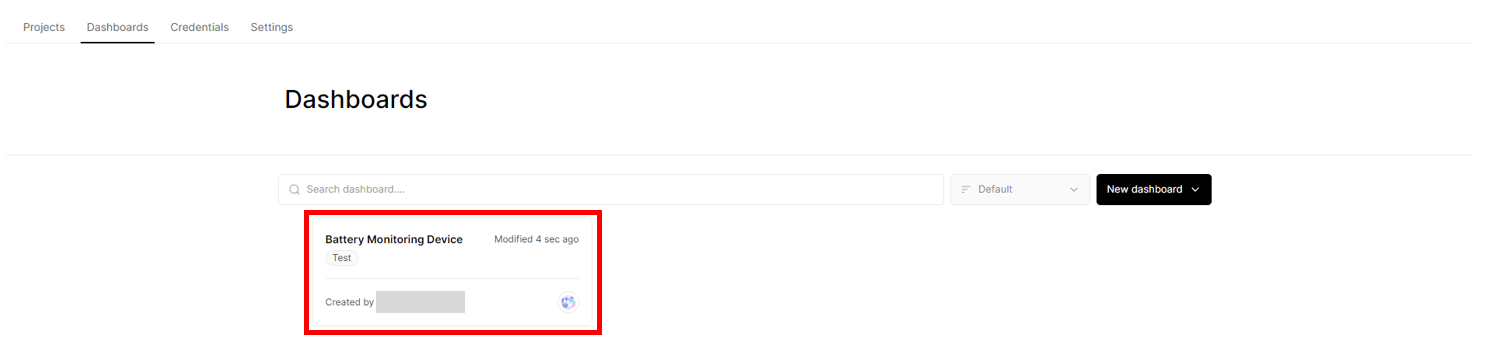 Projects Dashboards Credentials Settings
Dashboards
Search dashboard.... Default New dashboard
Battery Monitoring Device Modified 4 sec ago
Test
Created by